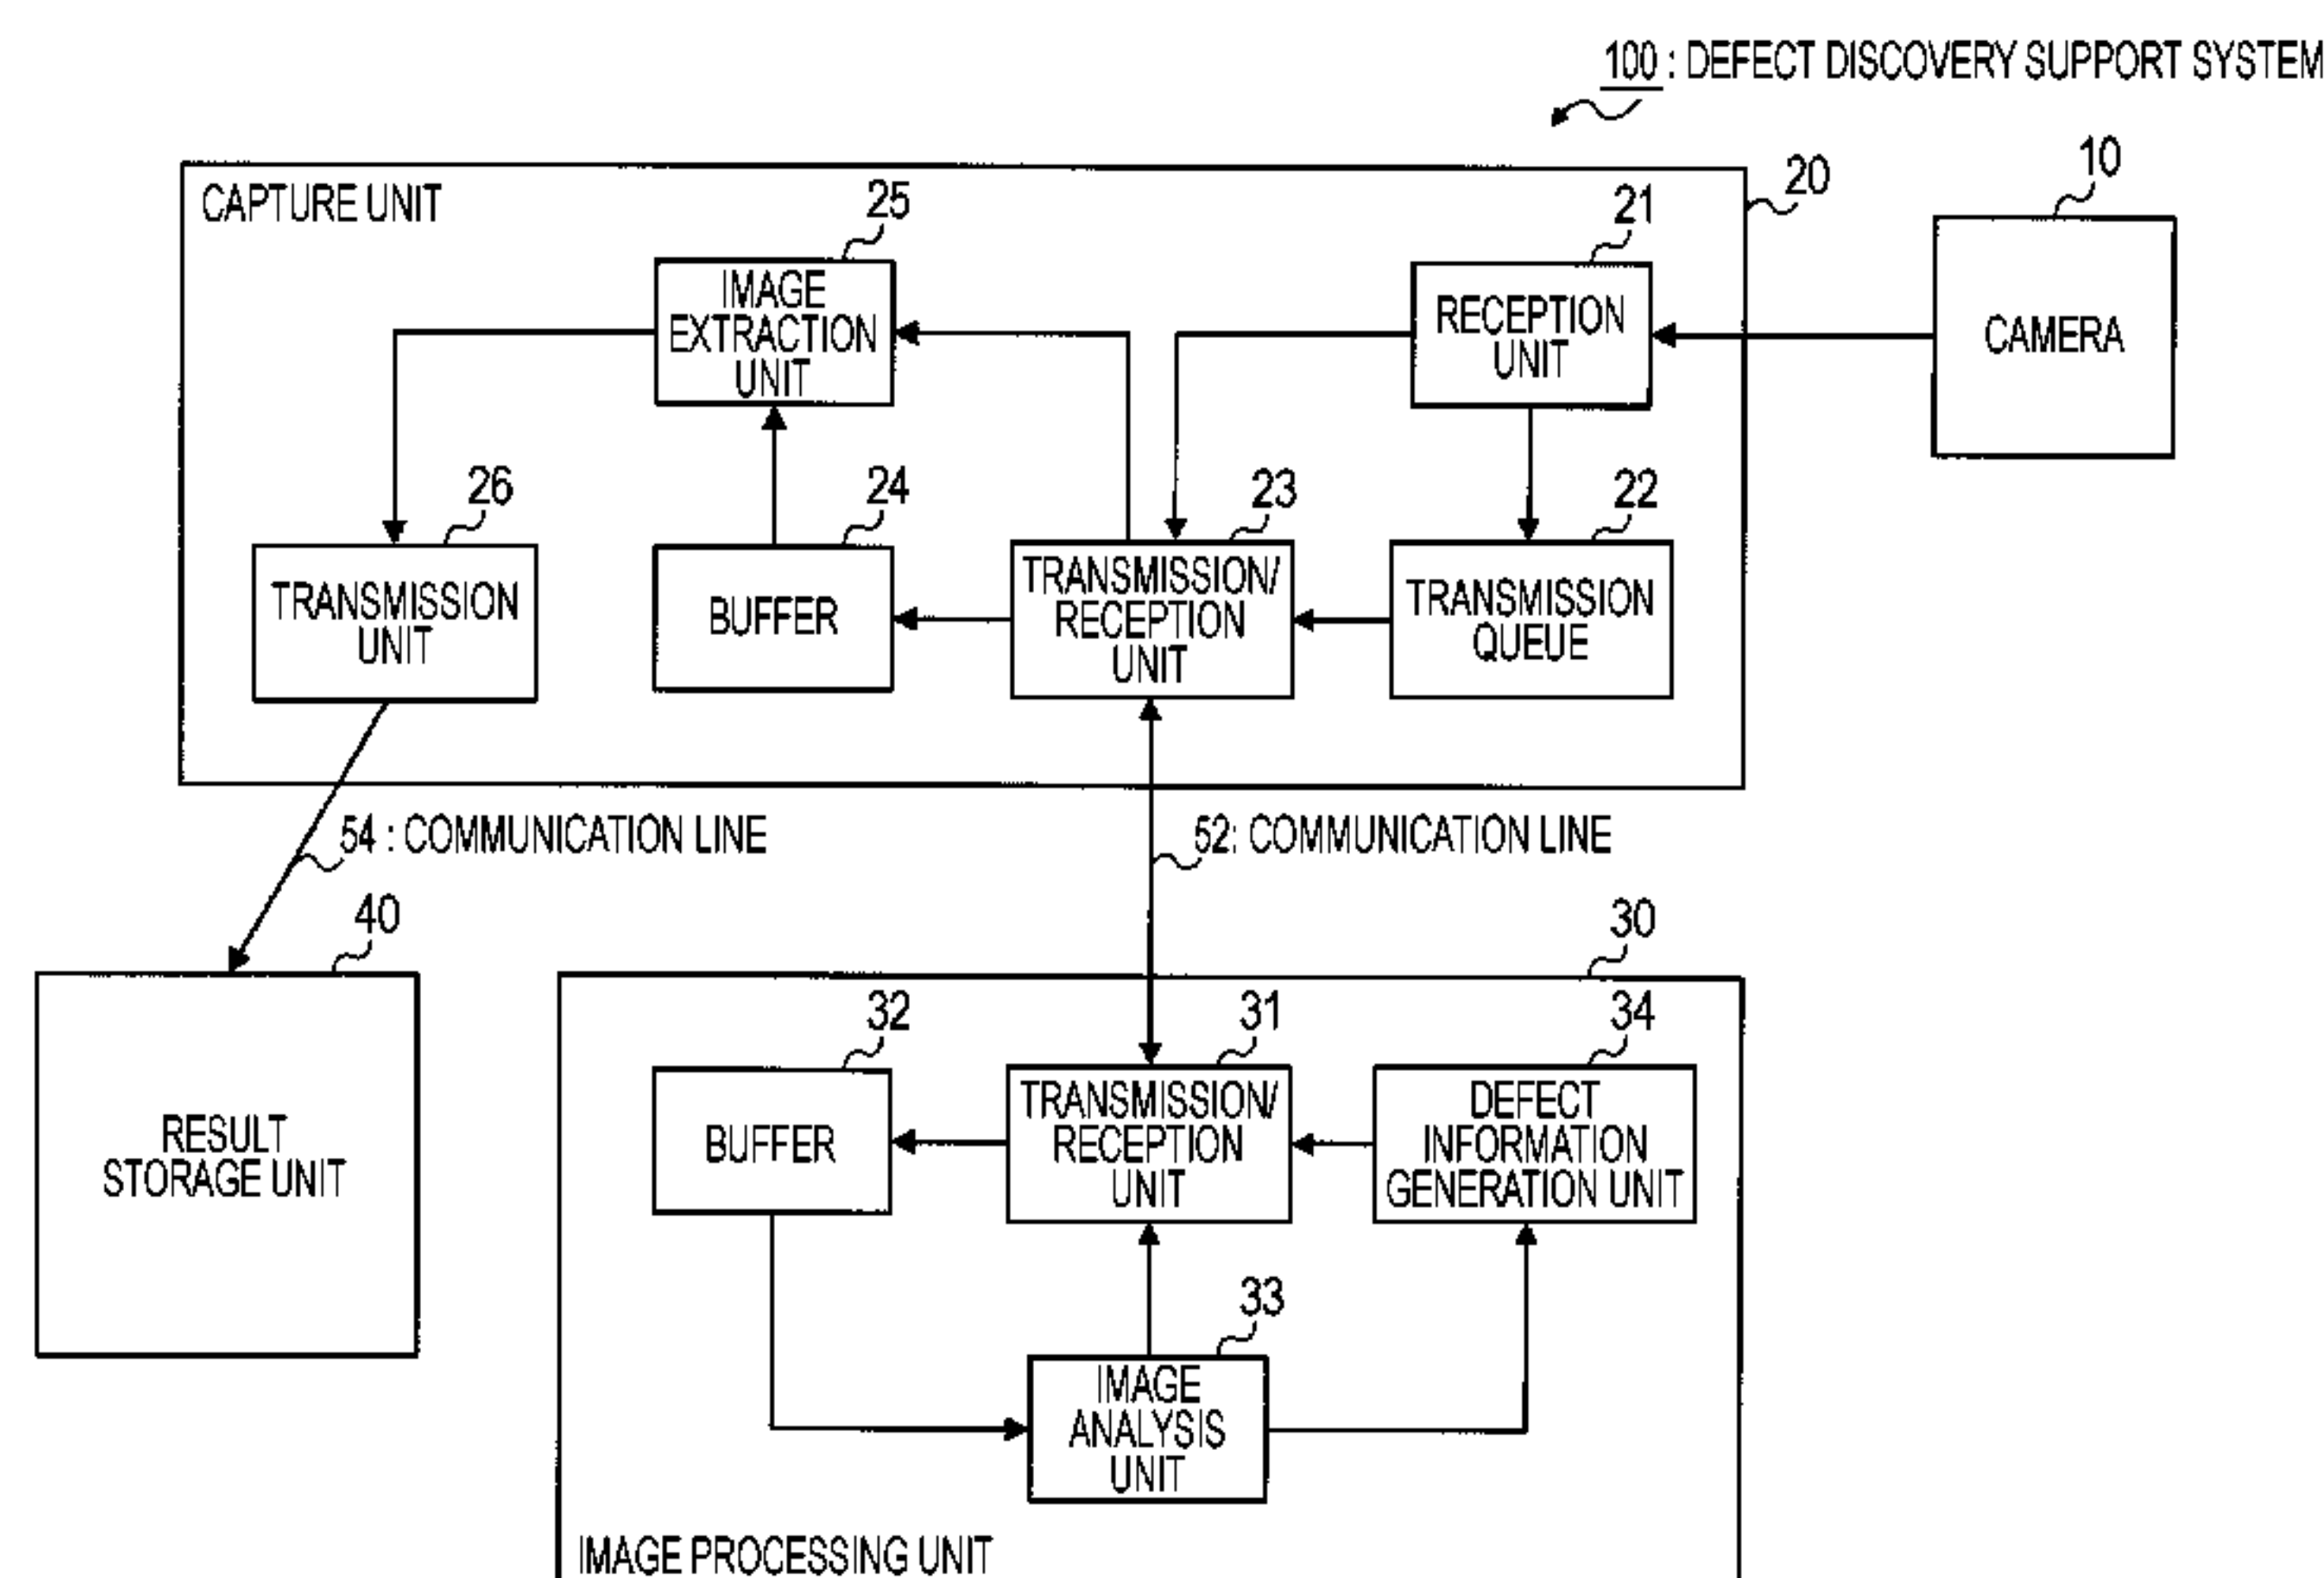 100 : DEFECT DISCOVERY SUPPORT SYSTEM
CAPTURE UNIT
25
21
20
10
IMAGE
EXTRACTION
UNIT
RECEPTION
UNIT
CAMERA
26
24
23
22
TRANSMISSION
UNIT
BUFFER
TRANSMISSION/
RECEPTION
UNIT
TRANSMISSION
QUEUE
54 : COMMUNICATION LINE
52: COMMUNICATION LINE
40
30
32
31
34
RESULT
STORAGE UNIT
BUFFER
TRANSMISSION/
RECEPTION
UNIT
DEFECT
INFORMATION
GENERATION UNIT
33
IMAGE
ANALYSIS
UNIT
IMAGE PROCESSING UNIT